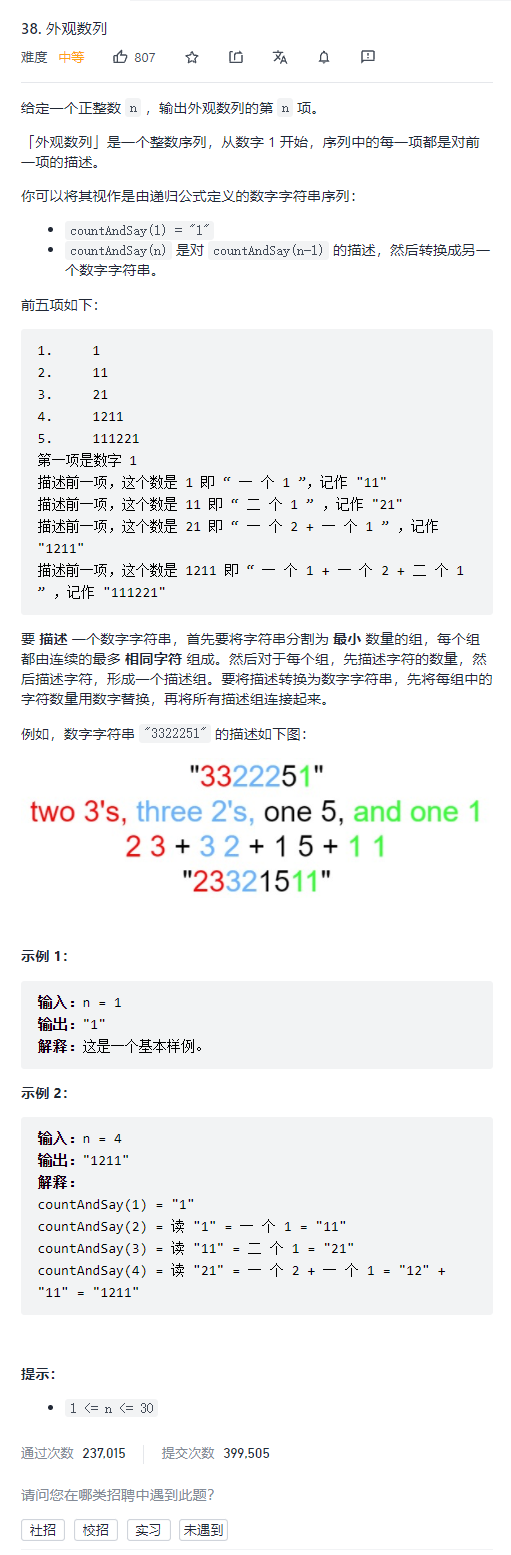 38. 外观数列
难度 中等 807
给定一个正整数 n ，输出外观数列的第 n 项。
「外观数列」是一个整数序列，从数字 1 开始，序列中的每一项都是对前
一项的描述。
你可以将其视作是由递归公式定义的数字字符串序列：
countAndSay(1) = "1"
countAndSay(n) 是对 countAndSay(n-1) 的描述，然后转换成另一
个数字字符串。
前五项如下：
1. 1
2. 11
3. 21
4. 1211
5. 111221
第一项是数字 1
描述前一项，这个数是 1 即 “ 一 个 1 ”，记作 "11"
描述前一项，这个数是 11 即 “ 二 个 1 ” ，记作 "21"
描述前一项，这个数是 21 即 “ 一 个 2 + 一 个 1 ” ，记作
"1211"
描述前一项，这个数是 1211 即 “ 一 个 1 + 一 个 2 + 二 个 1
” ，记作 "111221"
要 描述 一个数字字符串，首先要将字符串分割为 最小 数量的组，每个组
都由连续的最多 相同字符 组成。然后对于每个组，先描述字符的数量，然
后描述字符，形成一个描述组。要将描述转换为数字字符串，先将每组中的
字符数量用数字替换，再将所有描述组连接起来。
例如，数字字符串 "3322251" 的描述如下图：
"3322251"
two 3's, three 2's, one 5, and one 1
2 3 + 3 2 + 1 5 + 1 1
"23321511"
示例 1：
输入：n = 1
输出："1"
解释：这是一个基本样例。
示例 2：
输入：n = 4
输出："1211"
解释：
countAndSay(1) = "1"
countAndSay(2) = 读 "1" = 一 个 1 = "11"
countAndSay(3) = 读 "11" = 二 个 1 = "21"
countAndSay(4) = 读 "21" = 一 个 2 + 一 个 1 = "12" +
"11" = "1211"
提示：
1 <= n <= 30
通过次数 237,015 提交次数 399,505
请问您在哪类招聘中遇到此题？
社招 校招 实习 未遇到